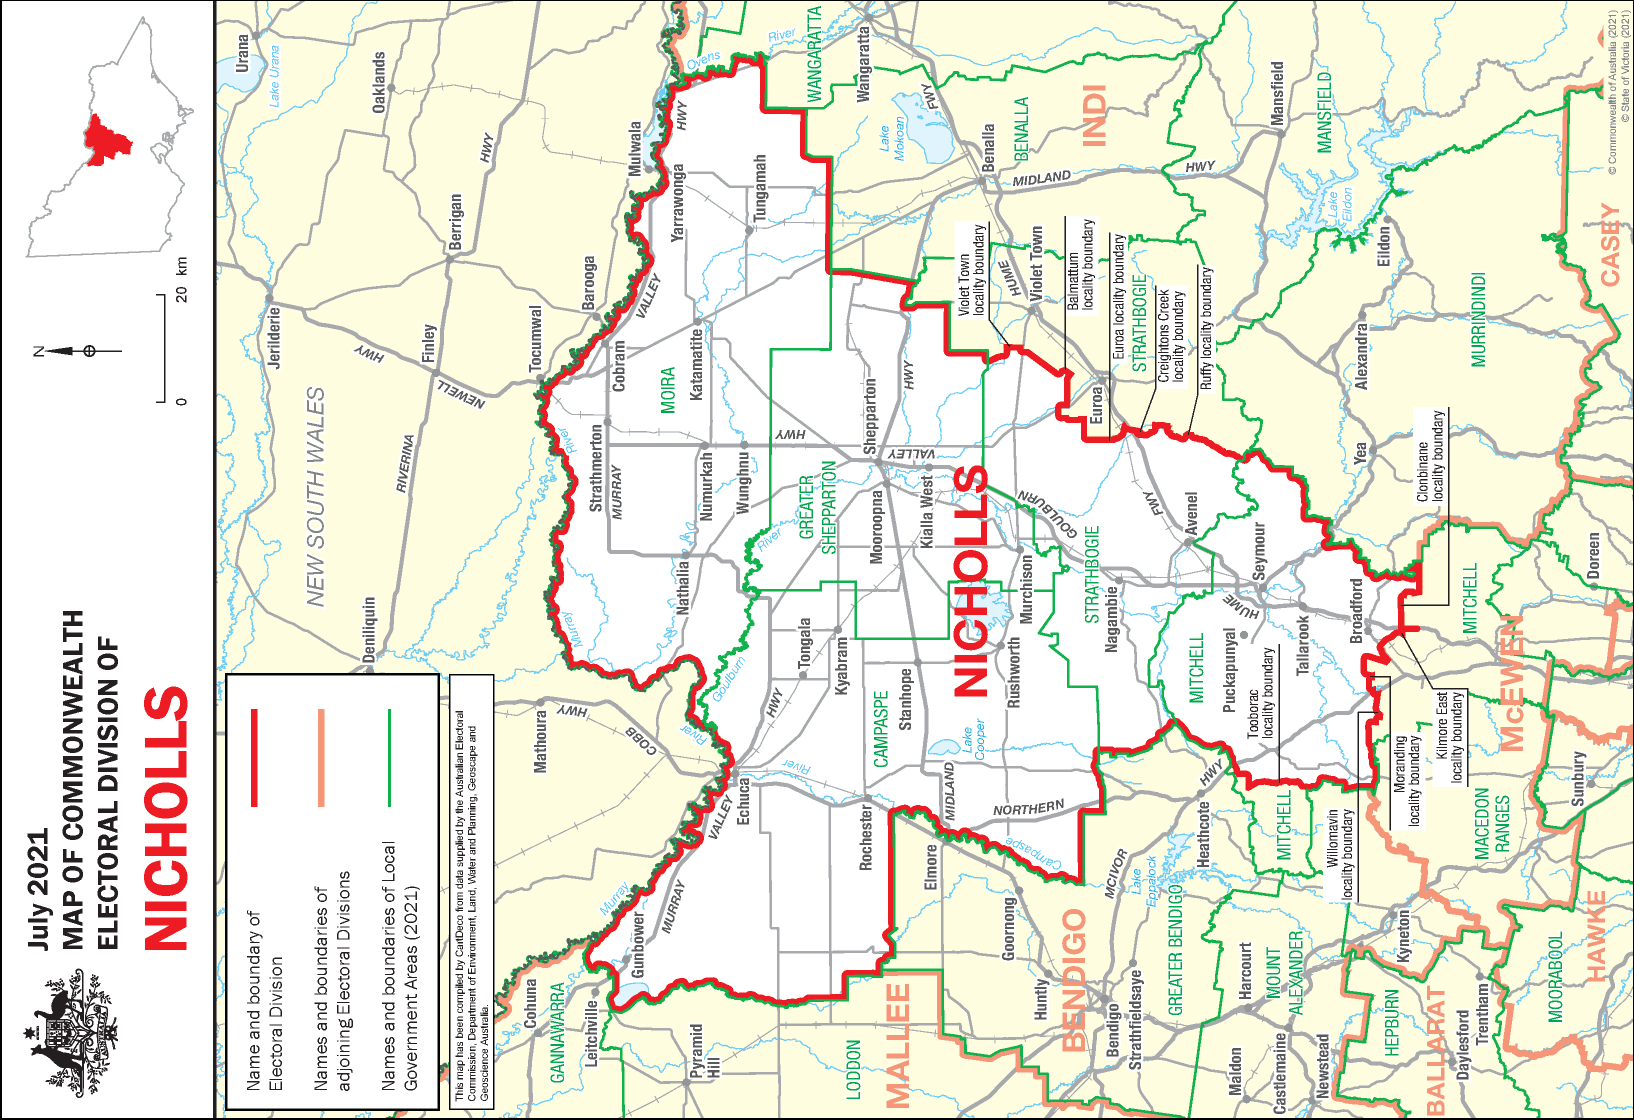 July 2021
MAP OF COMMONWEALTH
ELECTORAL DIVISION OF
NICHOLLS
N
0
20 km
Name and boundary of
Electoral Division
Names and boundaries of
adjoining Electoral Divisions
Names and boundaries of Local
Government Areas (2021)
This map has been compiled by CartDeco from data supplied by the Australian Electoral
Commission, Department of Environment, Land, Water and Planning, Geoscape and
Geoscience Australia.
NEW SOUTH WALES
Urana
Lake Urana
Oaklands
Jerilderie
Berrigan
HWY
Finley
HWY
NEWELL
RIVERINA
Deniliquin
Mathoura
HWY
COBB
Tocumwal
Barooga
Mulwala
Yarrawonga
HWY
VALLEY
Cobram
Katamatite
MOIRA
Tungamah
Strathmerton
MURRAY
Numurkah
Wunghnu
HWY
Nathalia
River
Murray
Goulburn
River
River
Ovens
River
WANGARATTA
Wangaratta
FWY
Lake
Mokoan
BENALLA
Benalla
INDI
MIDLAND
HWY
Mansfield
MANSFIELD
Lake
Eildon
Eildon
CASEY
MURRINDINDI
Alexandra
Yea
GREATER
SHEPPARTON
Shepparton
HWY
VALLEY
Mooroopna
Kialla West
NICHOLLS
GOULBURN
Murchison
Rushworth
Tongala
Kyabram
Stanhope
CAMPASPE
HWY
Echuca
VALLEY
River
Rochester
Lake
Cooper
MIDLAND
NORTHERN
Elmore
Campaspe
Murray
MURRAY
Gunbower
Cohuna
GANNAWARRA
Leitchville
Pyramid
Hill
LODDON
MALLEE
Violet Town
locality boundary
HUME
Violet Town
Balmattum
locality boundary
Euroa locality boundary
STRATHBOGIE
Creightons Creek
locality boundary
Ruffy locality boundary
Euroa
FWY
Avenel
STRATHBOGIE
Nagambie
Seymour
HUME
MITCHELL
Puckapunyal
Tallarook
Broadford
Tooborac
locality boundary
Clonbinane
locality boundary
MITCHELL
Doreen
McEWEN
Kilmore East
locality boundary
Moranding
locality boundary
Willowmavin
locality boundary
Sunbury
MACEDON
RANGES
MITCHELL
HWY
Heathcote
MCIVOR
Lake
Eppalock
Goornong
Huntly
BENDIGO
Bendigo
Strathfieldsaye
GREATER BENDIGO
Harcourt
MOUNT
ALEXANDER
Maldon
Castlemaine
Newstead
Kyneton
HEPBURN
BALLARAT
Daylesford
Trentham
MOORABOOL
HAWKE
© Commonwealth of Australia (2021)
© State of Victoria (2021)